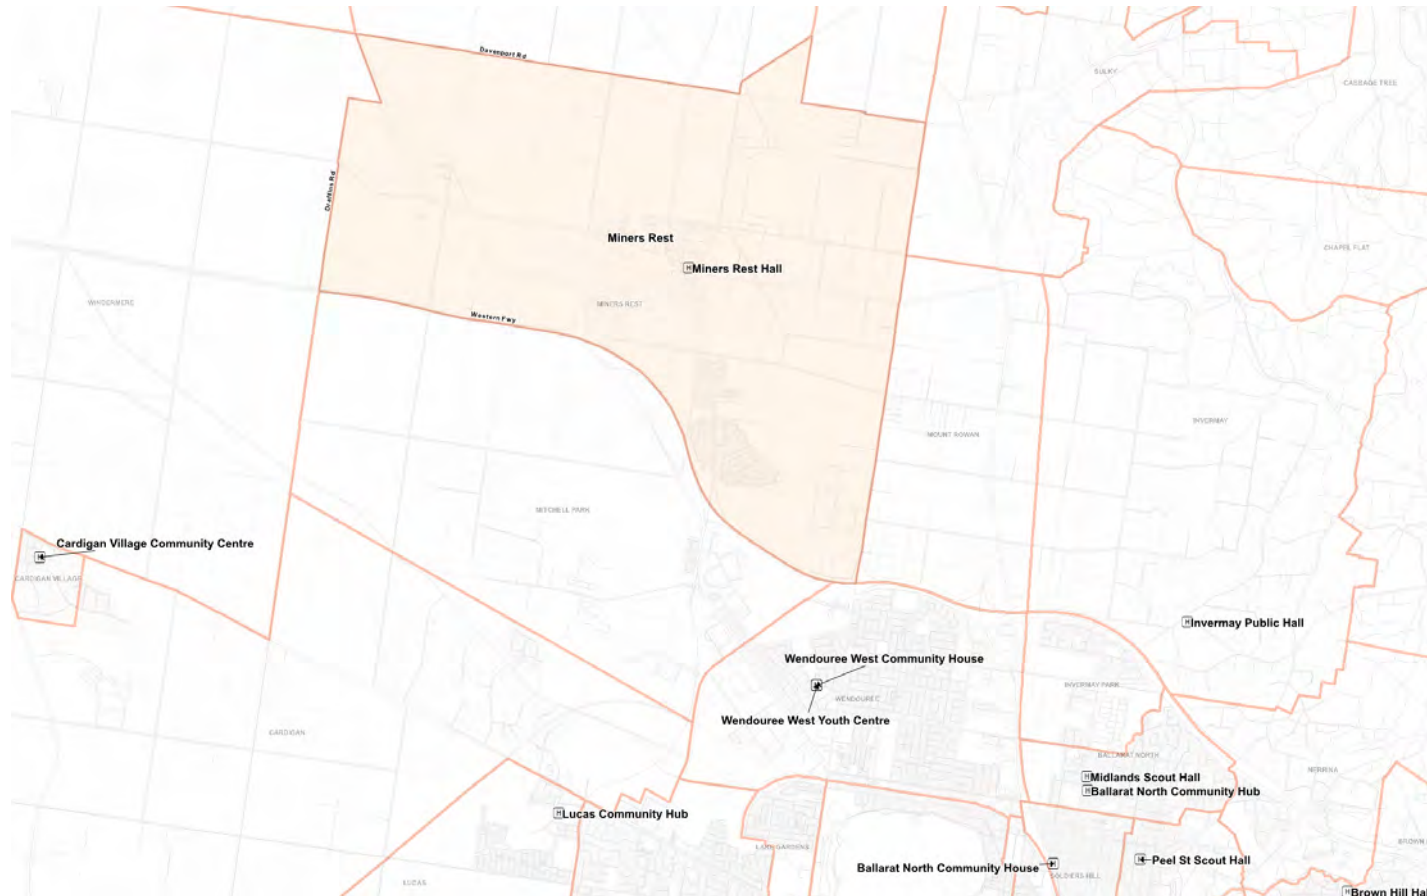 Davenport Rd
SULKY
CABBAGE TREE
Draffins Rd
Miners Rest
CHAPEL FLAT
H Miners Rest Hall
WINDERMERE
MINERS REST
Western Fwy
INVERMAY
MOUNT ROWAN
MITCHELL PARK
Cardigan Village Community Centre
H
CARDIGAN VILLAGE
H Invermay Public Hall
Wendouree West Community House
INVERMAY PARK
WENDOUREE
Wendouree West Youth Centre
CARDIGAN
BALLARAT NORTH
NERRINA
H Midlands Scout Hall
H Ballarat North Community Hub
H Lucas Community Hub
LAKE GARDENS
BROWN
Peel St Scout Hall
Ballarat North Community House
SOLDIERS HILL
LUCAS
H Brown Hill Ha